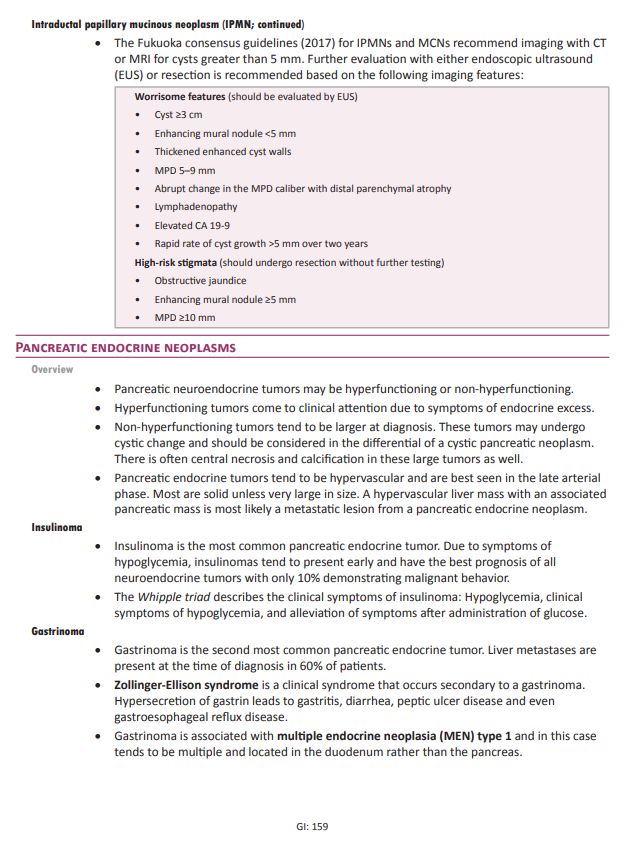 Intraductal papillary mucinous neoplasm (IPMN; continued)
• The Fukuoka consensus guidelines (2017) for IPMNs and MCNs recommend imaging with CT
or MRI for cysts greater than 5 mm. Further evaluation with either endoscopic ultrasound
(EUS) or resection is recommended based on the following imaging features:
Worrisome features (should be evaluated by EUS)
• Cyst ≥3 cm
• Enhancing mural nodule <5 mm
• Thickened enhanced cyst walls
• MPD 5–9 mm
• Abrupt change in the MPD caliber with distal parenchymal atrophy
• Lymphadenopathy
• Elevated CA 19-9
• Rapid rate of cyst growth >5 mm over two years
High-risk stigmata (should undergo resection without further testing)
• Obstructive jaundice
• Enhancing mural nodule ≥5 mm
• MPD ≥10 mm
PANCREATIC ENDOCRINE NEOPLASMS
Overview
• Pancreatic neuroendocrine tumors may be hyperfunctioning or non-hyperfunctioning.
• Hyperfunctioning tumors come to clinical attention due to symptoms of endocrine excess.
• Non-hyperfunctioning tumors tend to be larger at diagnosis. These tumors may undergo
cystic change and should be considered in the differential of a cystic pancreatic neoplasm.
There is often central necrosis and calcification in these large tumors as well.
• Pancreatic endocrine tumors tend to be hypervascular and are best seen in the late arterial
phase. Most are solid unless very large in size. A hypervascular liver mass with an associated
pancreatic mass is most likely a metastatic lesion from a pancreatic endocrine neoplasm.
Insulinoma
• Insulinoma is the most common pancreatic endocrine tumor. Due to symptoms of
hypoglycemia, insulinomas tend to present early and have the best prognosis of all
neuroendocrine tumors with only 10% demonstrating malignant behavior.
• The Whipple triad describes the clinical symptoms of insulinoma: Hypoglycemia, clinical
symptoms of hypoglycemia, and alleviation of symptoms after administration of glucose.
Gastrinoma
• Gastrinoma is the second most common pancreatic endocrine tumor. Liver metastases are
present at the time of diagnosis in 60% of patients.
• Zollinger-Ellison syndrome is a clinical syndrome that occurs secondary to a gastrinoma.
Hypersecretion of gastrin leads to gastritis, diarrhea, peptic ulcer disease and even
gastroesophageal reflux disease.
• Gastrinoma is associated with multiple endocrine neoplasia (MEN) type 1 and in this case
tends to be multiple and located in the duodenum rather than the pancreas.
GI: 159